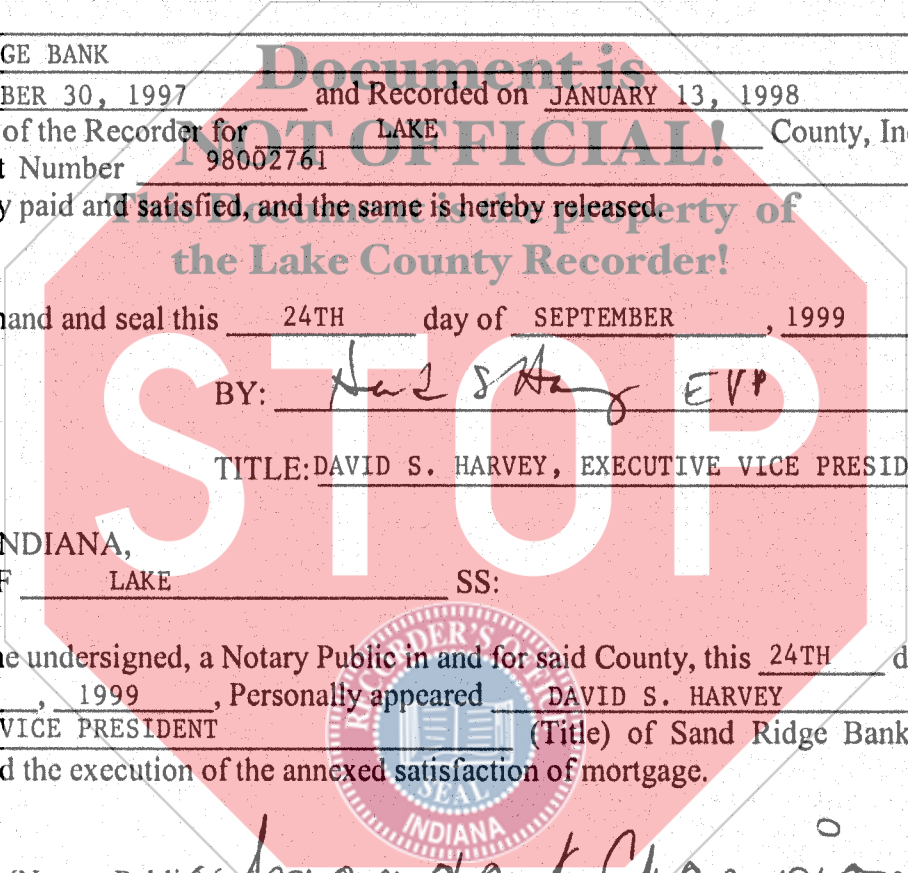 GE BANK
BER 30, 1997 and Recorded on JANUARY 13, 1998
of the Recorder for LAKE County, In
t Number 98002761
y paid and satisfied, and the same is hereby released.
Document is
NOT OFFICIAL!
This Document is the property of
the Lake County Recorder!
hand and seal this 24TH day of SEPTEMBER, 1999
STOP
BY: EVP
TITLE: DAVID S. HARVEY, EXECUTIVE VICE PRESID
NDIANA,
F LAKE SS:
e undersigned, a Notary Public in and for said County, this 24TH d
, 1999, Personally appeared DAVID S. HARVEY
VICE PRESIDENT (Title) of Sand Ridge Bank
d the execution of the annexed satisfaction of mortgage.
RECORDER'S OFFICE
SEAL
INDIANA